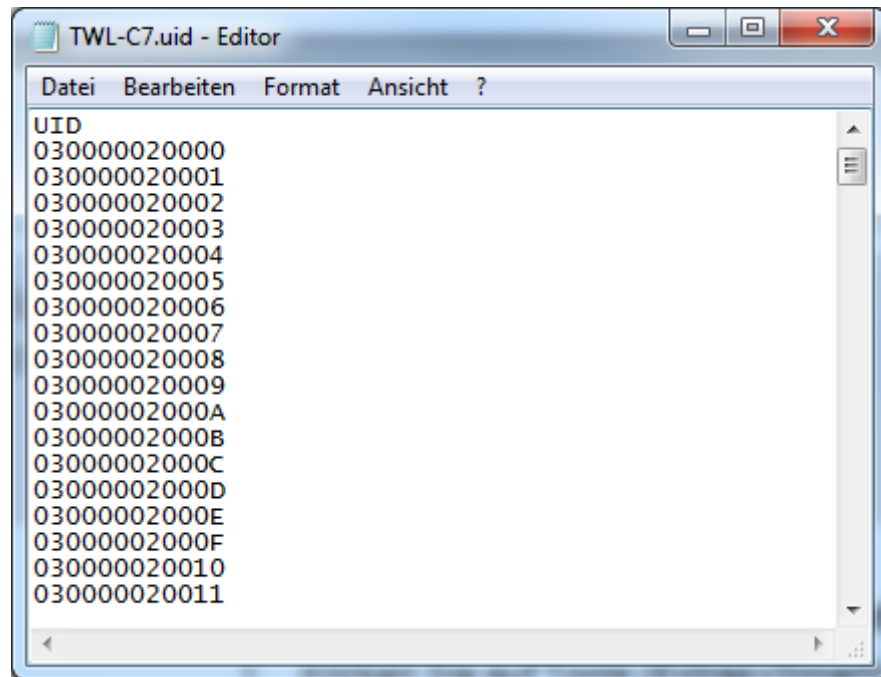 TWL-C7.uid - Editor
Datei Bearbeiten Format Ansicht ?
UID
030000020000
030000020001
030000020002
030000020003
030000020004
030000020005
030000020006
030000020007
030000020008
030000020009
03000002000A
03000002000B
03000002000C
03000002000D
03000002000E
03000002000F
030000020010
030000020011